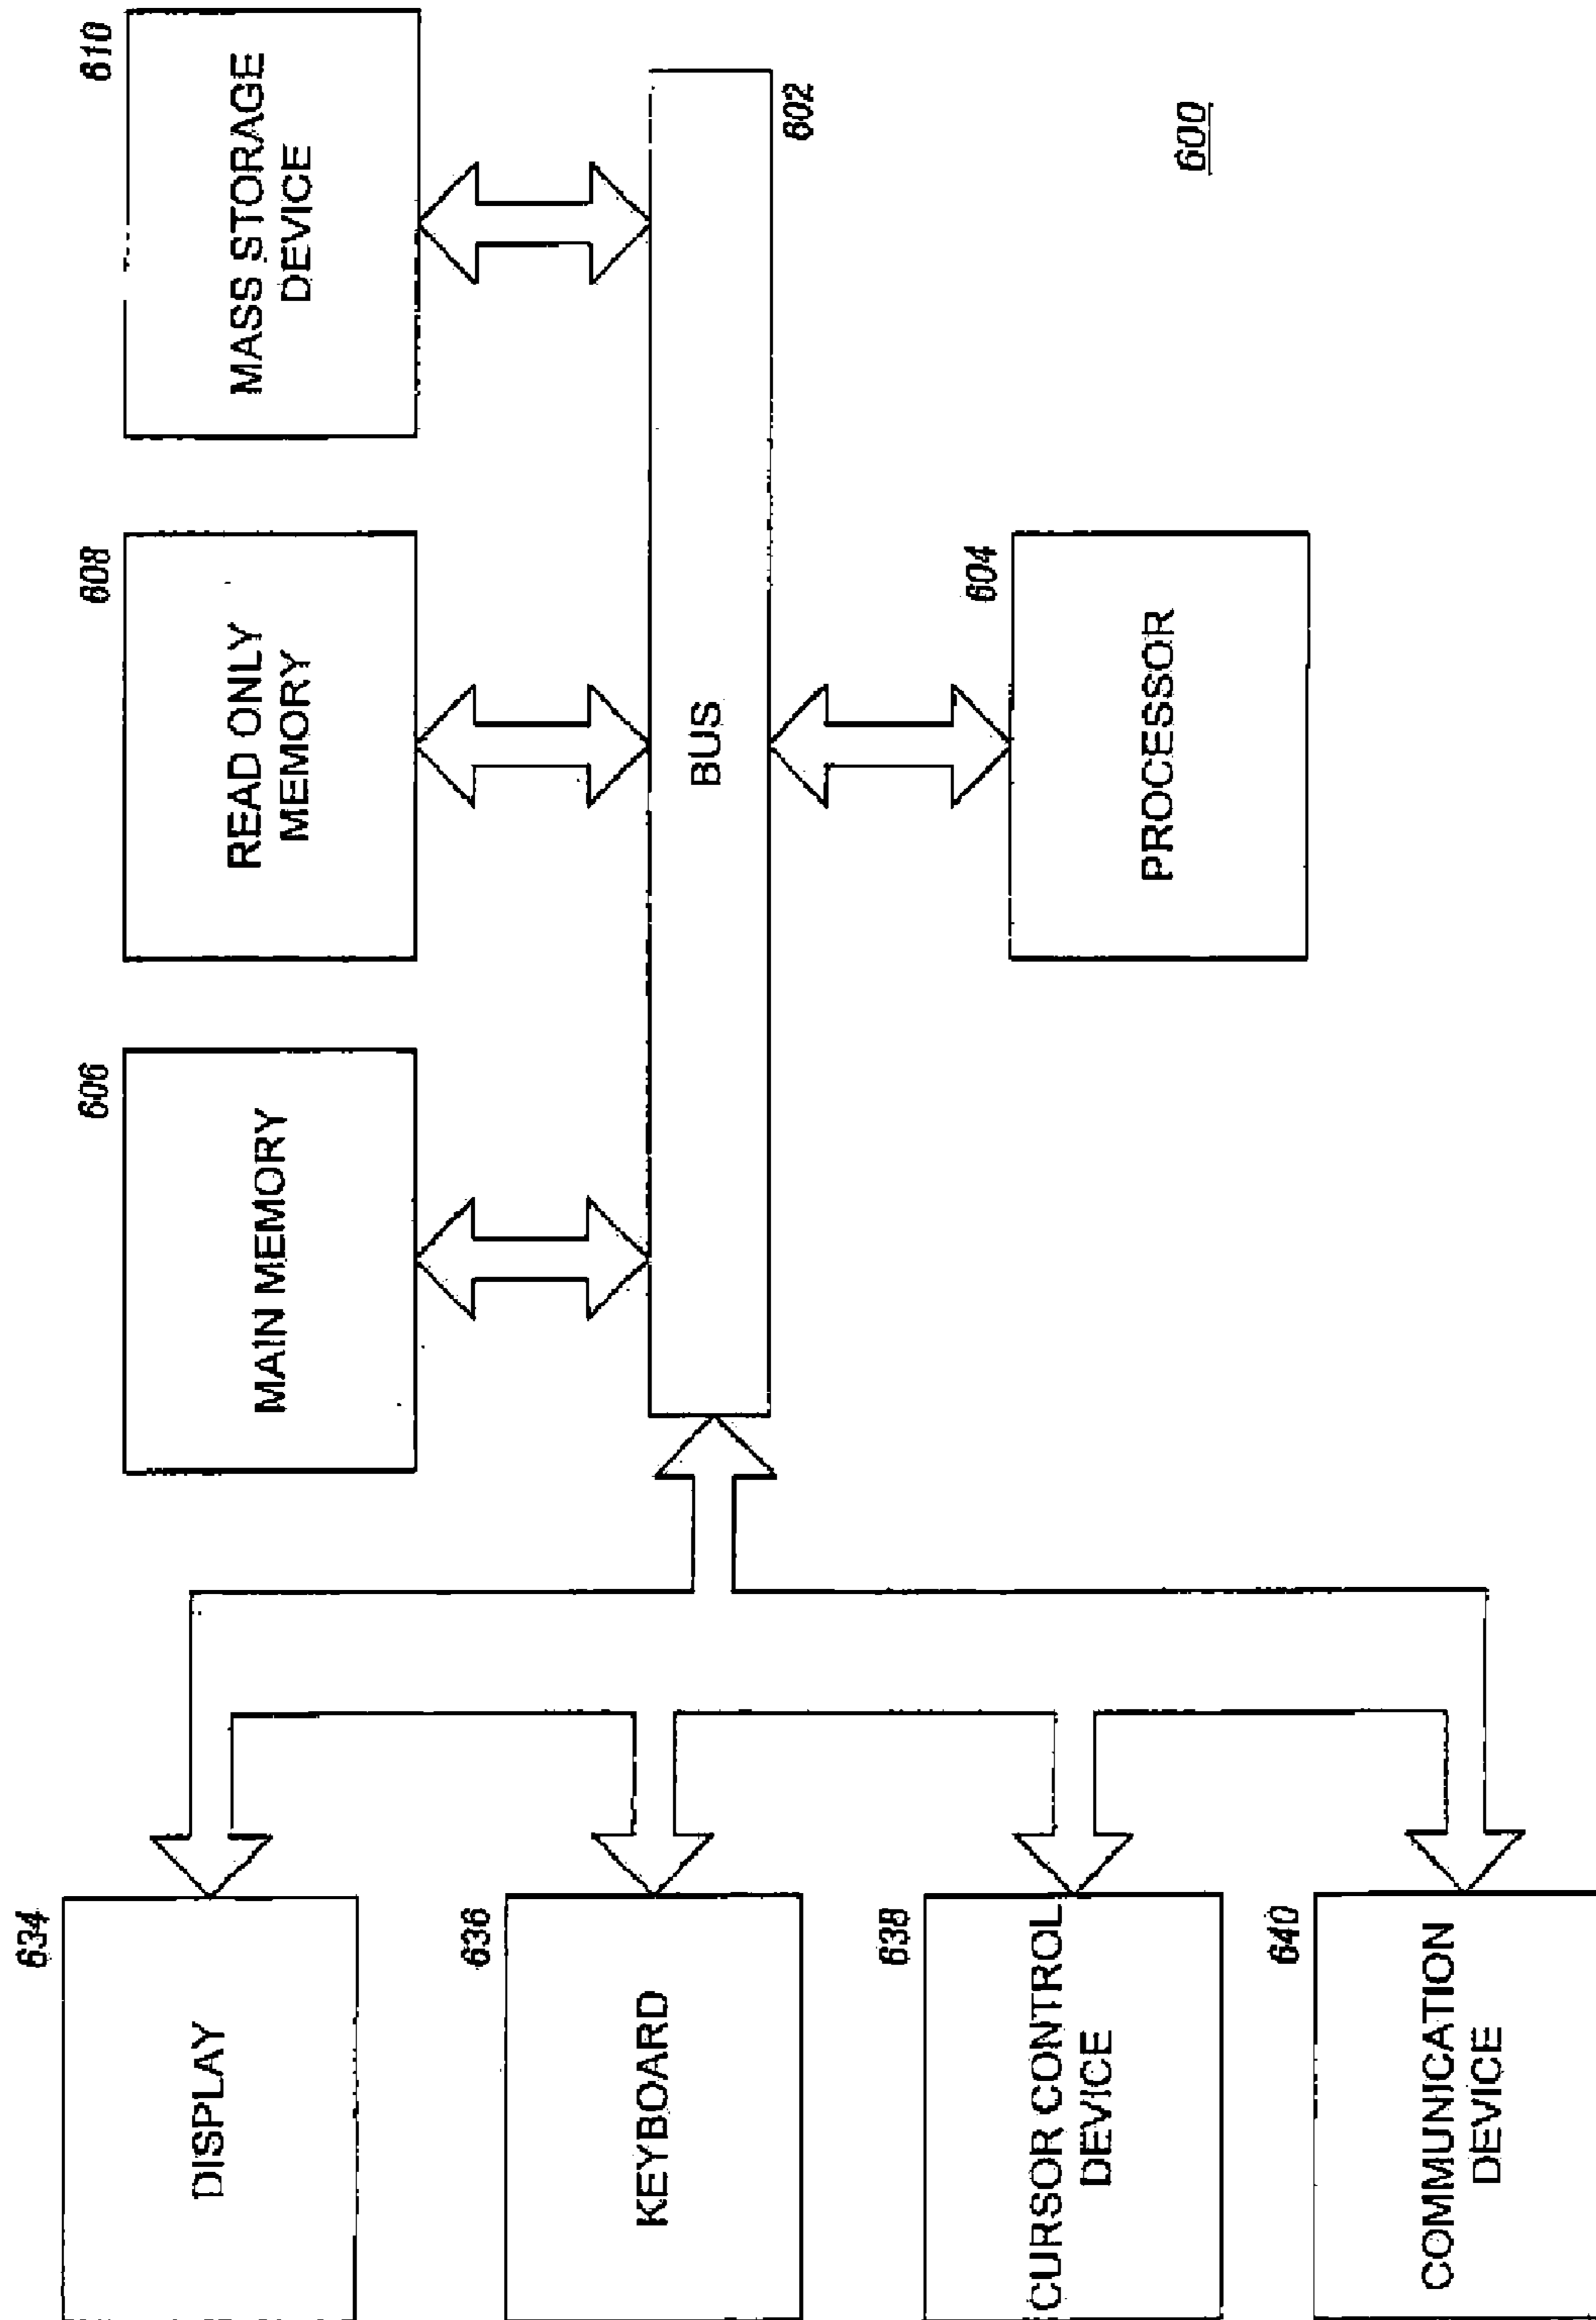 634
DISPLAY
636
KEYBOARD
638
CURSOR CONTROL
DEVICE
640
COMMUNICATION
DEVICE
606
MAIN MEMORY
608
READ ONLY
MEMORY
610
MASS STORAGE
DEVICE
BUS
602
604
PROCESSOR
600